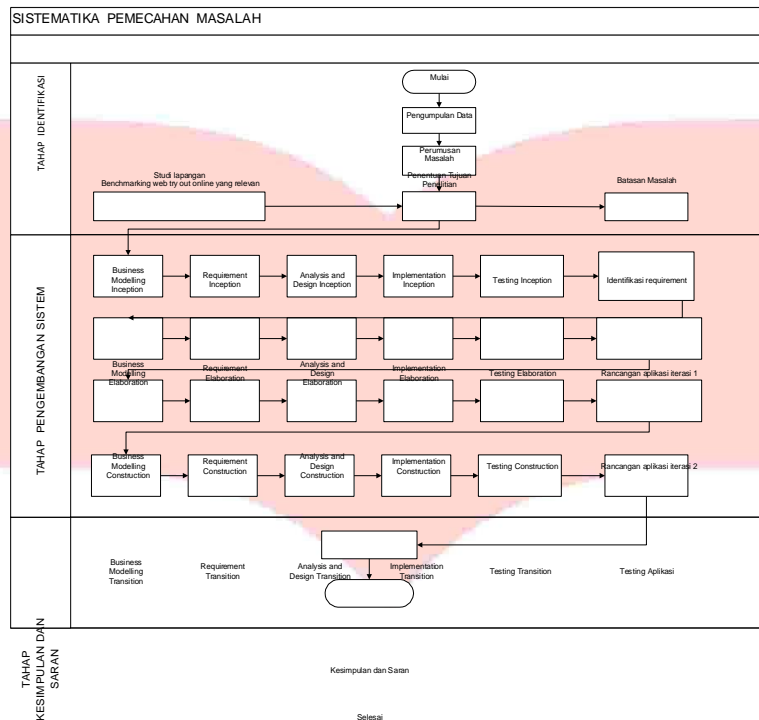 SISTEMATIKA PEMECAHAN MASALAH
TAHAP IDENTIFIKASI
Mulai
Pengumpulan Data
Perumusan
Masalah
Studi lapangan
Benchmarking web try out online yang relevan
Penentuan Tujuan
Penelitian
Batasan Masalah
TAHAP PENGEMBANGAN SISTEM
Business
Modelling
Inception
Requirement
Inception
Analysis and
Design Inception
Implementation
Inception
Testing Inception
Identifikasi requirement
Business
Modelling
Elaboration
Requirement
Elaboration
Analysis and
Design
Elaboration
Implementation
Elaboration
Testing Elaboration
Rancangan aplikasi iterasi 1
Business
Modelling
Construction
Requirement
Construction
Analysis and
Design
Construction
Implementation
Construction
Testing Construction
Rancangan aplikasi iterasi 2
Business
Modelling
Transition
Requirement
Transition
Analysis and
Design Transition
Implementation
Transition
Testing Transition
Testing Aplikasi
TAHAP
KESIMPULAN DAN
SARAN
Kesimpulan dan Saran
Selesai